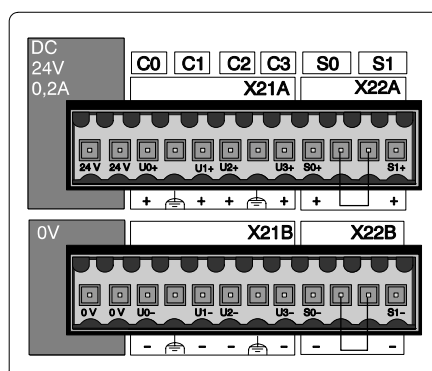 DC
24V
0,2A
C0 C1 C2 C3 S0 S1
X21A X22A
24 V 24 V U0+ U1+ U2+ U3+ S0+ S1+
+ + + + + +
0V
X21B X22B
0 V 0 V U0– U1– U2– U3– S0– S1–
– – – – – –